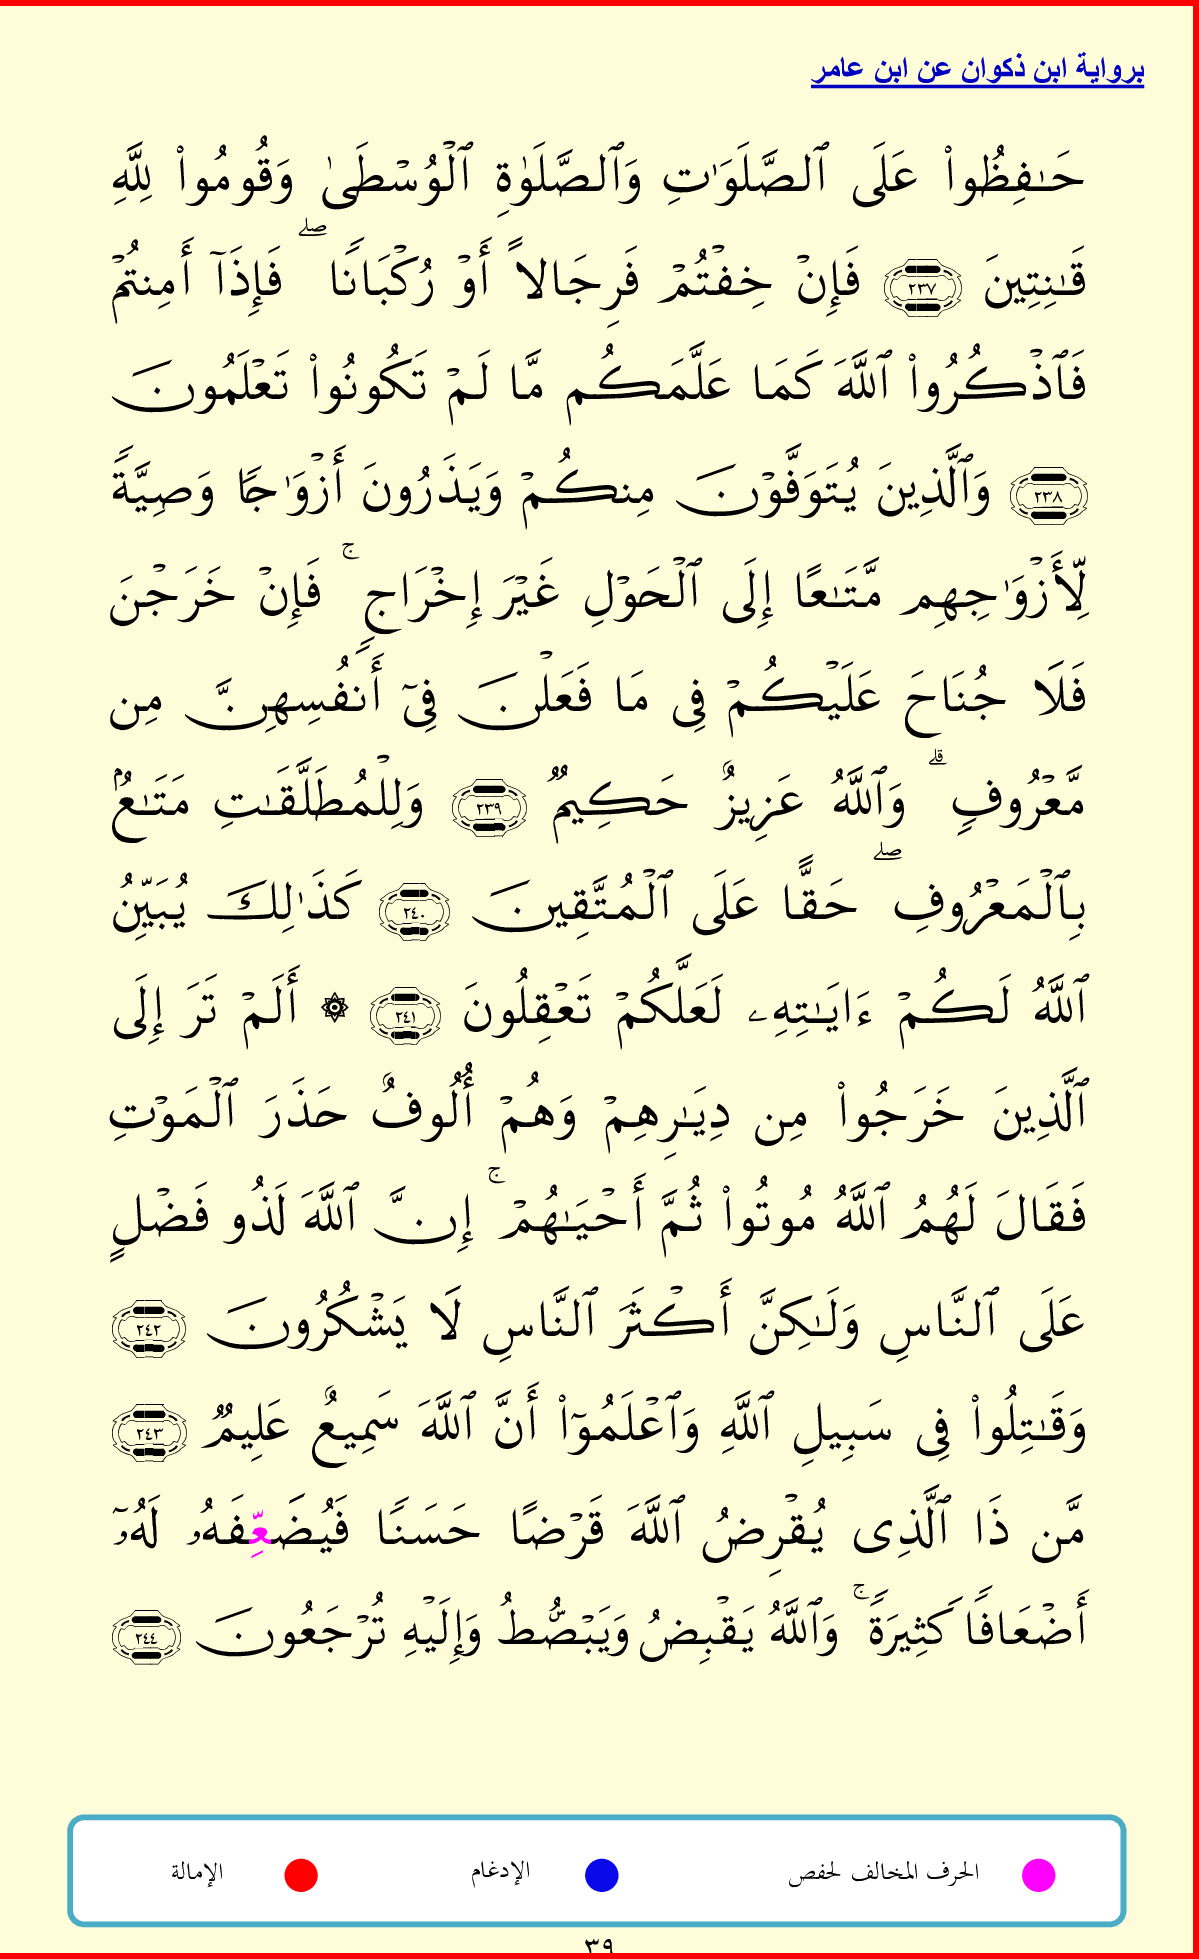 برواية ابن ذكوان عن ابن عامر
حَـٰفِظُوا۟ عَلَى ٱلصَّلَوَٰتِ وَٱلصَّلَوٰةِ ٱلْوُسْطَىٰ وَقُومُوا۟ لِلَّهِ
قَـٰنِتِينَ ٢٣٧ فَإِنْ خِفْتُمْ فَرِجَالًا أَوْ رُكْبَانًا ۖ فَإِذَآ أَمِنتُمْ
فَٱذْكُرُوا۟ ٱللَّهَ كَمَا عَلَّمَكُم مَّا لَمْ تَكُونُوا۟ تَعْلَمُونَ
٢٣٨ وَٱلَّذِينَ يُتَوَفَّوْنَ مِنكُمْ وَيَذَرُونَ أَزْوَٰجًا وَصِيَّةً
لِّأَزْوَٰجِهِم مَّتَـٰعًا إِلَى ٱلْحَوْلِ غَيْرَ إِخْرَاجٍ ۚ فَإِنْ خَرَجْنَ
فَلَا جُنَاحَ عَلَيْكُمْ فِى مَا فَعَلْنَ فِىٓ أَنفُسِهِنَّ مِن
مَّعْرُوفٍ ۗ وَٱللَّهُ عَزِيزٌ حَكِيمٌ ٢٣٩ وَلِلْمُطَلَّقَـٰتِ مَتَـٰعٌۢ
بِٱلْمَعْرُوفِ ۖ حَقًّا عَلَى ٱلْمُتَّقِينَ ٢٤٠ كَذَٰلِكَ يُبَيِّنُ
ٱللَّهُ لَكُمْ ءَايَـٰتِهِۦ لَعَلَّكُمْ تَعْقِلُونَ ٢٤١ ۞ أَلَمْ تَرَ إِلَى
ٱلَّذِينَ خَرَجُوا۟ مِن دِيَـٰرِهِمْ وَهُمْ أُلُوفٌ حَذَرَ ٱلْمَوْتِ
فَقَالَ لَهُمُ ٱللَّهُ مُوتُوا۟ ثُمَّ أَحْيَـٰهُمْ ۚ إِنَّ ٱللَّهَ لَذُو فَضْلٍ
عَلَى ٱلنَّاسِ وَلَـٰكِنَّ أَكْثَرَ ٱلنَّاسِ لَا يَشْكُرُونَ ٢٤٢
وَقَـٰتِلُوا۟ فِى سَبِيلِ ٱللَّهِ وَٱعْلَمُوٓا۟ أَنَّ ٱللَّهَ سَمِيعٌ عَلِيمٌ ٢٤٣
مَّن ذَا ٱلَّذِى يُقْرِضُ ٱللَّهَ قَرْضًا حَسَنًا فَيُضَعِّفَهُۥ لَهُۥٓ
أَضْعَافًا كَثِيرَةً ۚ وَٱللَّهُ يَقْبِضُ وَيَبْصُۜطُ وَإِلَيْهِ تُرْجَعُونَ ٢٤٤
الحرف المخالف لحفص الإدغام الإمالة
٣٩